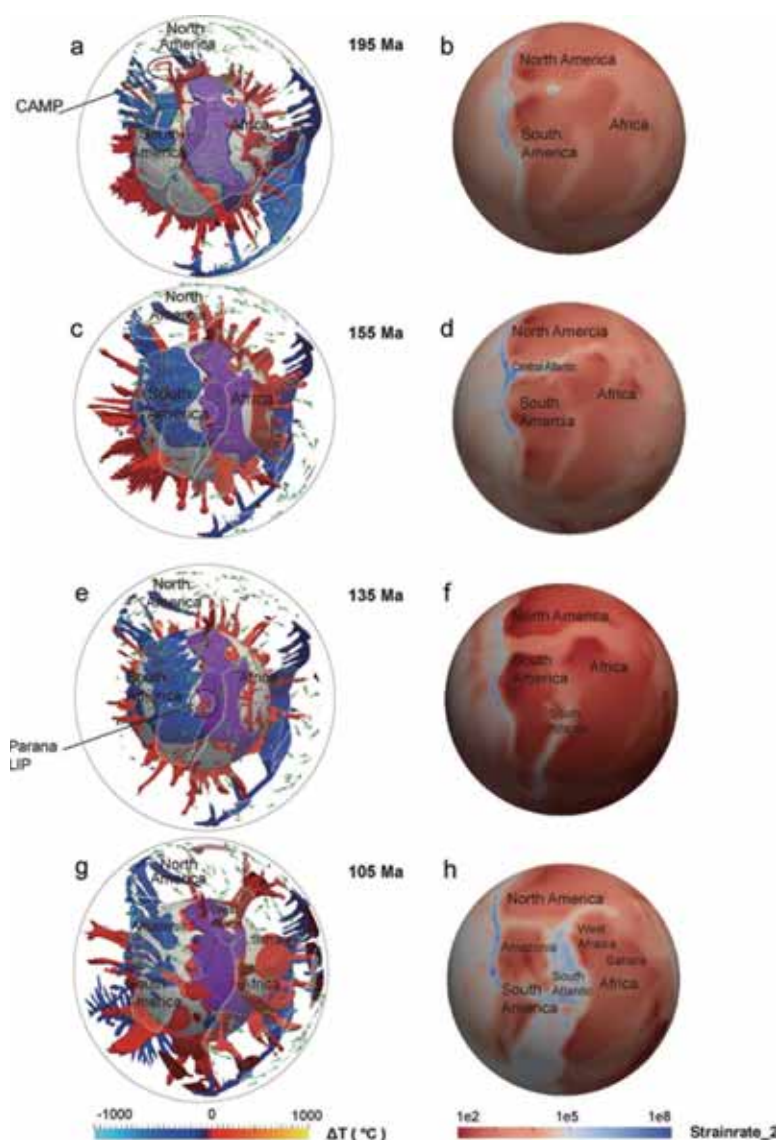 a
North
America
195 Ma
b
CAMP
South
America
Africa
North America
South
America
Africa
c
North
America
155 Ma
d
South
America
Africa
North Amercia
Central Atlantic
South
Amercia
Africa
e
North
America
135 Ma
f
South
America
Africa
Parana
LIP
North America
South
America
Africa
South
g
North
America
105 Ma
h
South
America
Africa
North America
Amazonia
West
Africa
Sahara
South
Atlantic
South
America
Africa
-1000 0 1000
ΔT ( °C)
1e2 1e5 1e8
Strainrate_2